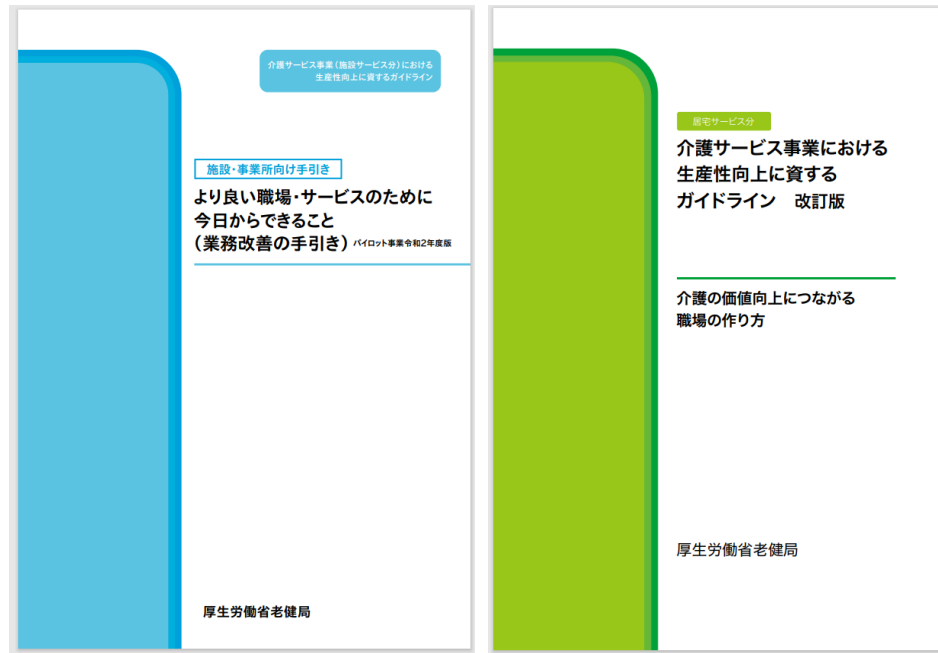 介護サービス事業(施設サービス分)における
生産性向上に資するガイドライン
施設・事業所向け手引き
より良い職場・サービスのために
今日からできること
(業務改善の手引き) パイロット事業令和2年度版
厚生労働省老健局
居宅サービス分
介護サービス事業における
生産性向上に資する
ガイドライン 改訂版
介護の価値向上につながる
職場の作り方
厚生労働省老健局